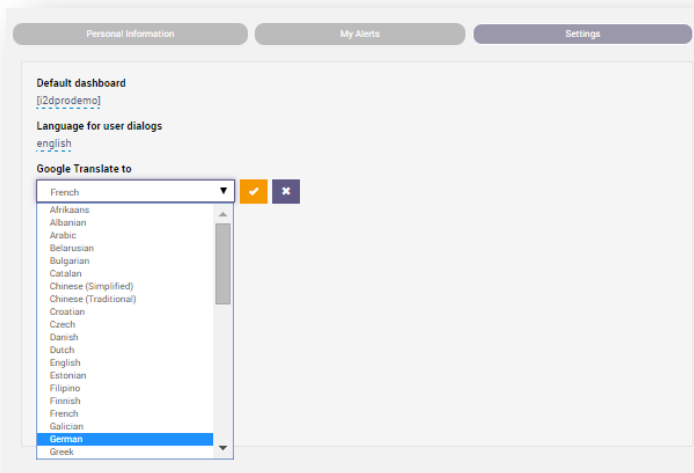 Personal Information My Alerts Settings
Default dashboard
[i2dprodemo]
Language for user dialogs
english
Google Translate to
French
Afrikaans
Albanian
Arabic
Belarusian
Bulgarian
Catalan
Chinese (Simplified)
Chinese (Traditional)
Croatian
Czech
Danish
Dutch
English
Estonian
Filipino
Finnish
French
Galician
German
Greek